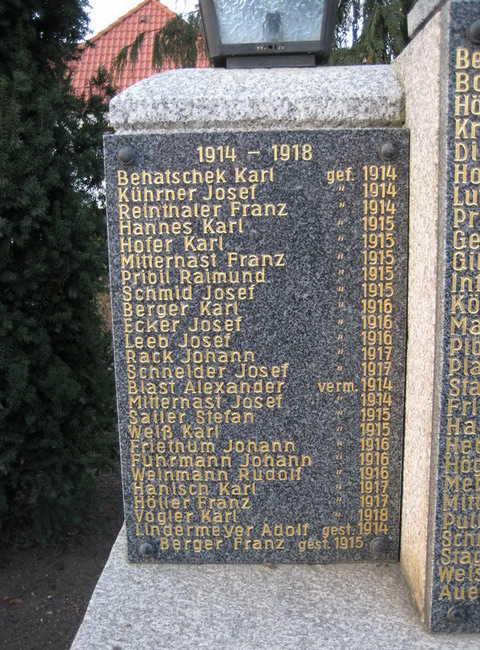 1914 – 1918
Behatschek Karl gef. 1914
Kührner Josef " 1914
Reinthaler Franz " 1914
Hannes Karl " 1915
Hofer Karl " 1915
Mitternast Franz " 1915
Pribil Raimund " 1915
Schmid Josef " 1915
Berger Karl " 1916
Ecker Josef " 1916
Leeb Josef " 1916
Rack Johann " 1917
Schneider Josef " 1917
Blast Alexander verm. 1914
Mitternast Josef " 1914
Sailer Stefan " 1915
Weiß Karl " 1915
Friethum Johann " 1916
Fuhrmann Johann " 1916
Weinmann Rudolf " 1916
Hanisch Karl " 1917
Höller Franz " 1917
Vogler Karl " 1918
Lindermeyer Adolf gest. 1914
Berger Franz gest. 1915